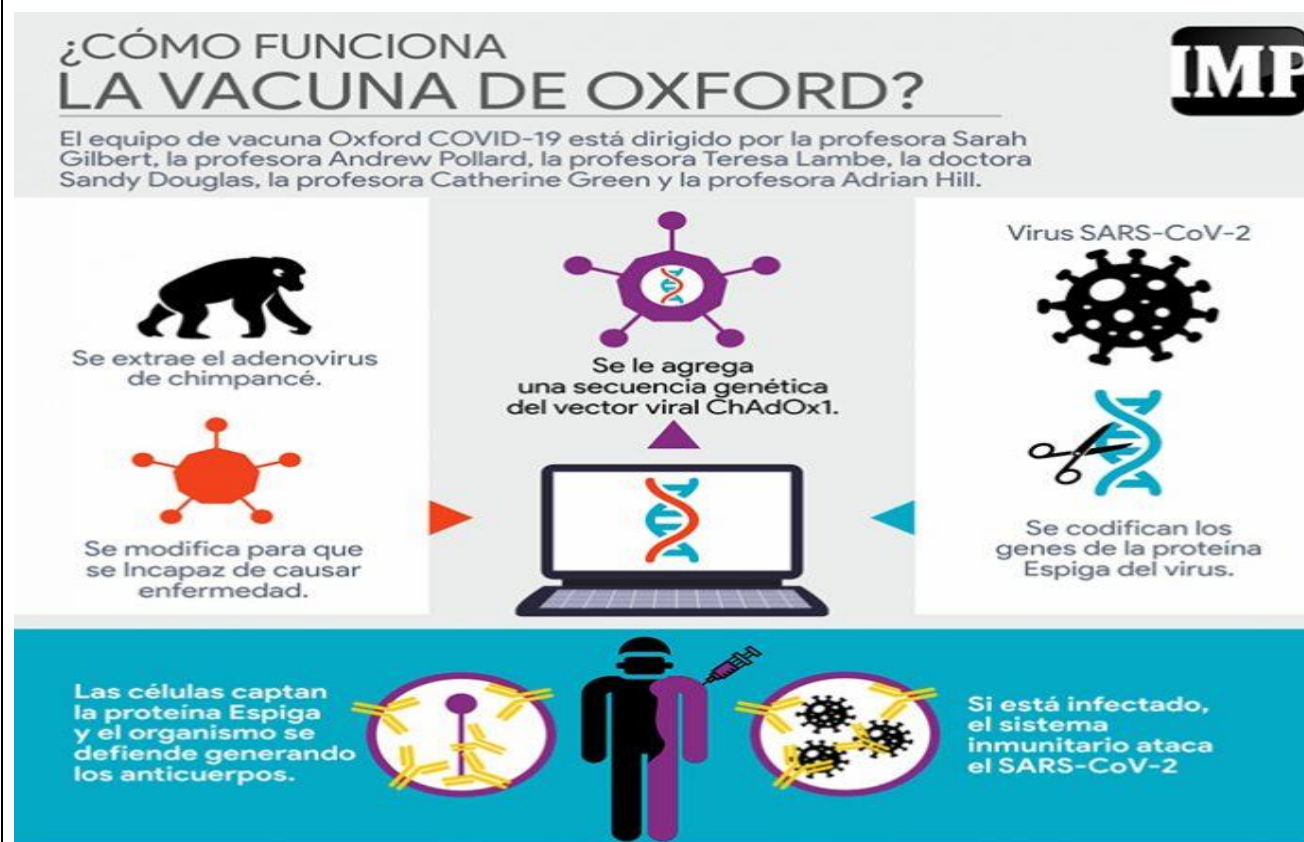 ¿CÓMO FUNCIONA
LA VACUNA DE OXFORD?
IMP
El equipo de vacuna Oxford COVID-19 está dirigido por la profesora Sarah
Gilbert, la profesora Andrew Pollard, la profesora Teresa Lambe, la doctora
Sandy Douglas, la profesora Catherine Green y la profesora Adrian Hill.
Se extrae el adenovirus
de chimpancé.
Se modifica para que
se Incapaz de causar
enfermedad.
Se le agrega
una secuencia genética
del vector viral ChAdOx1.
Virus SARS-CoV-2
Se codifican los
genes de la proteína
Espiga del virus.
Las células captan
la proteína Espiga
y el organismo se
defiende generando
los anticuerpos.
Si está infectado,
el sistema
inmunitario ataca
el SARS-CoV-2